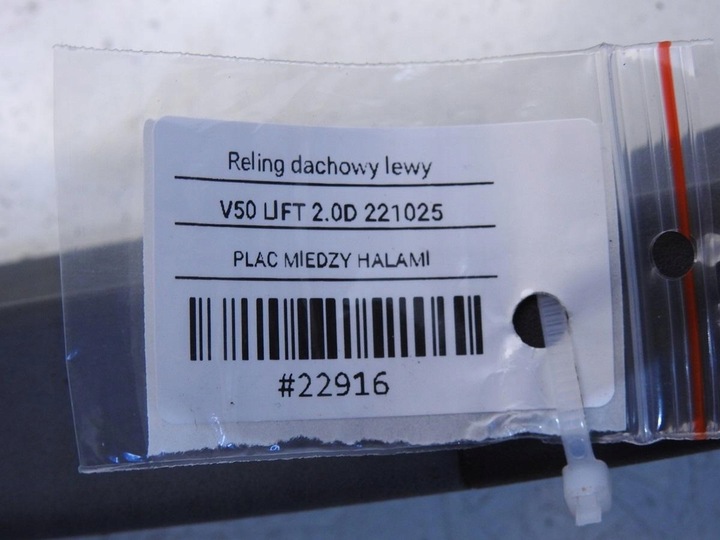 Reling dachowy lewy
V50 LIFT 2.0D 221025
PLAC MIEDZY HALAMI
#22916